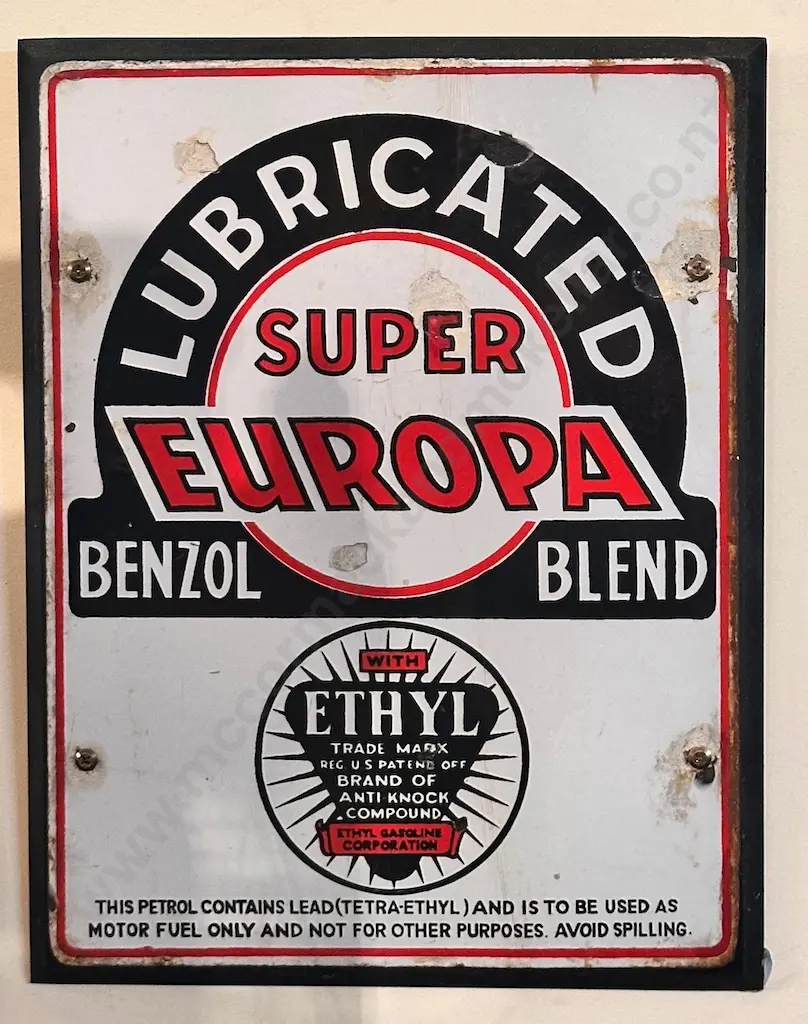 LUBRICATED
SUPER
EUROPA
BENZOL BLEND
WITH
ETHYL
TRADE MARK
REG. U S PATENT OFF
BRAND OF
ANTI KNOCK
COMPOUND
ETHYL GASOLINE
CORPORATION
THIS PETROL CONTAINS LEAD (TETRA-ETHYL) AND IS TO BE USED AS
MOTOR FUEL ONLY AND NOT FOR OTHER PURPOSES. AVOID SPILLING.